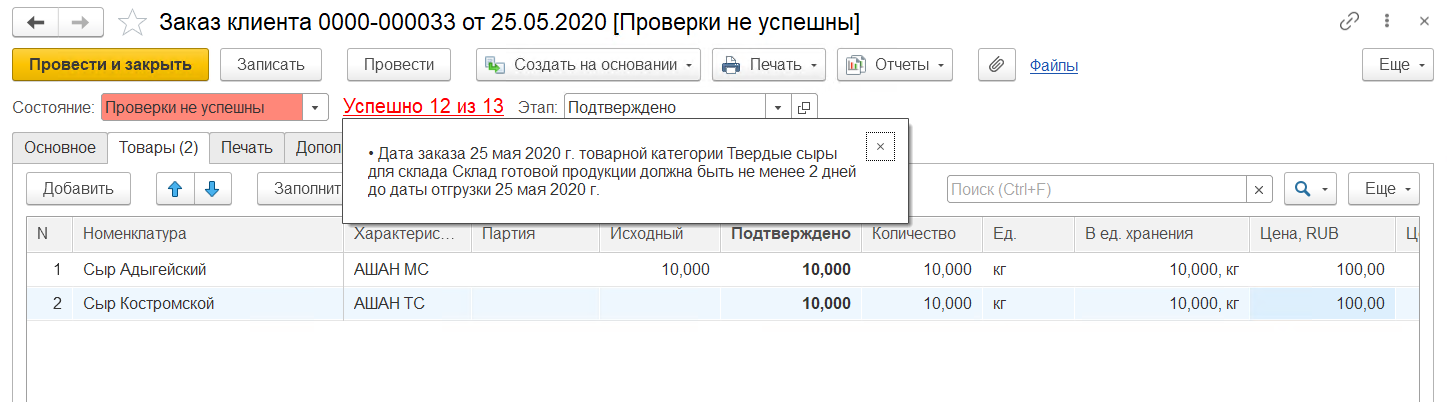 Заказ клиента 0000-000033 от 25.05.2020 [Проверки не успешны]
Провести и закрыть Записать Провести Создать на основании Печать Отчеты Файлы Еще
Состояние: Проверки не успешны Успешно 12 из 13 Этап: Подтверждено
Основное Товары (2) Печать Допол
• Дата заказа 25 мая 2020 г. товарной категории Твердые сыры
для склада Склад готовой продукции должна быть не менее 2 дней
до даты отгрузки 25 мая 2020 г.
Добавить Заполнит Поиск (Ctrl+F) Еще
N Номенклатура Характерис... Партия Исходный Подтверждено Количество Ед. В ед. хранения Цена, RUB Це
1 Сыр Адыгейский АШАН МС 10,000 10,000 10,000 кг 10,000, кг 100,00
2 Сыр Костромской АШАН ТС 10,000 10,000 кг 10,000, кг 100,00